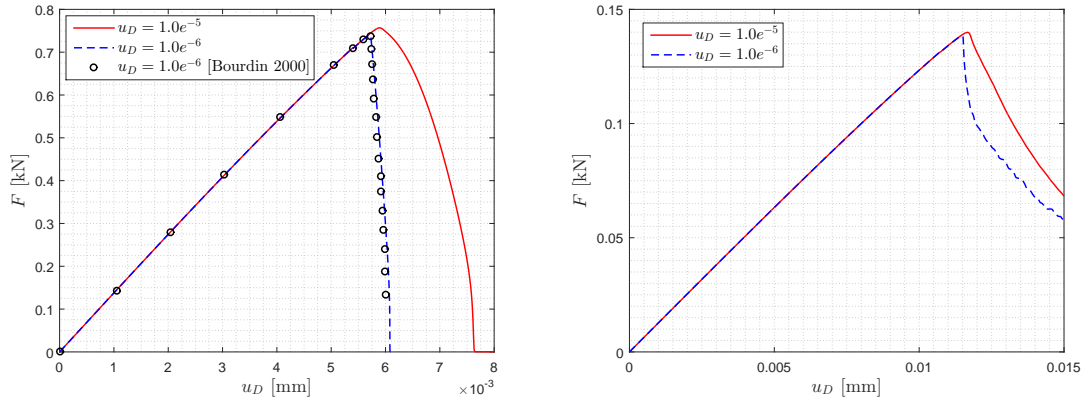 0.8
0.7
0.6
0.5
0.4
0.3
0.2
0.1
0
F [kN]
u_D = 1.0e^{-5}
u_D = 1.0e^{-6}
u_D = 1.0e^{-6} [Bourdin 2000]
0 1 2 3 4 5 6 7 8
×10^{-3}
u_D [mm]
0.15
0.1
0.05
0
F [kN]
u_D = 1.0e^{-5}
u_D = 1.0e^{-6}
0 0.005 0.01 0.015
u_D [mm]